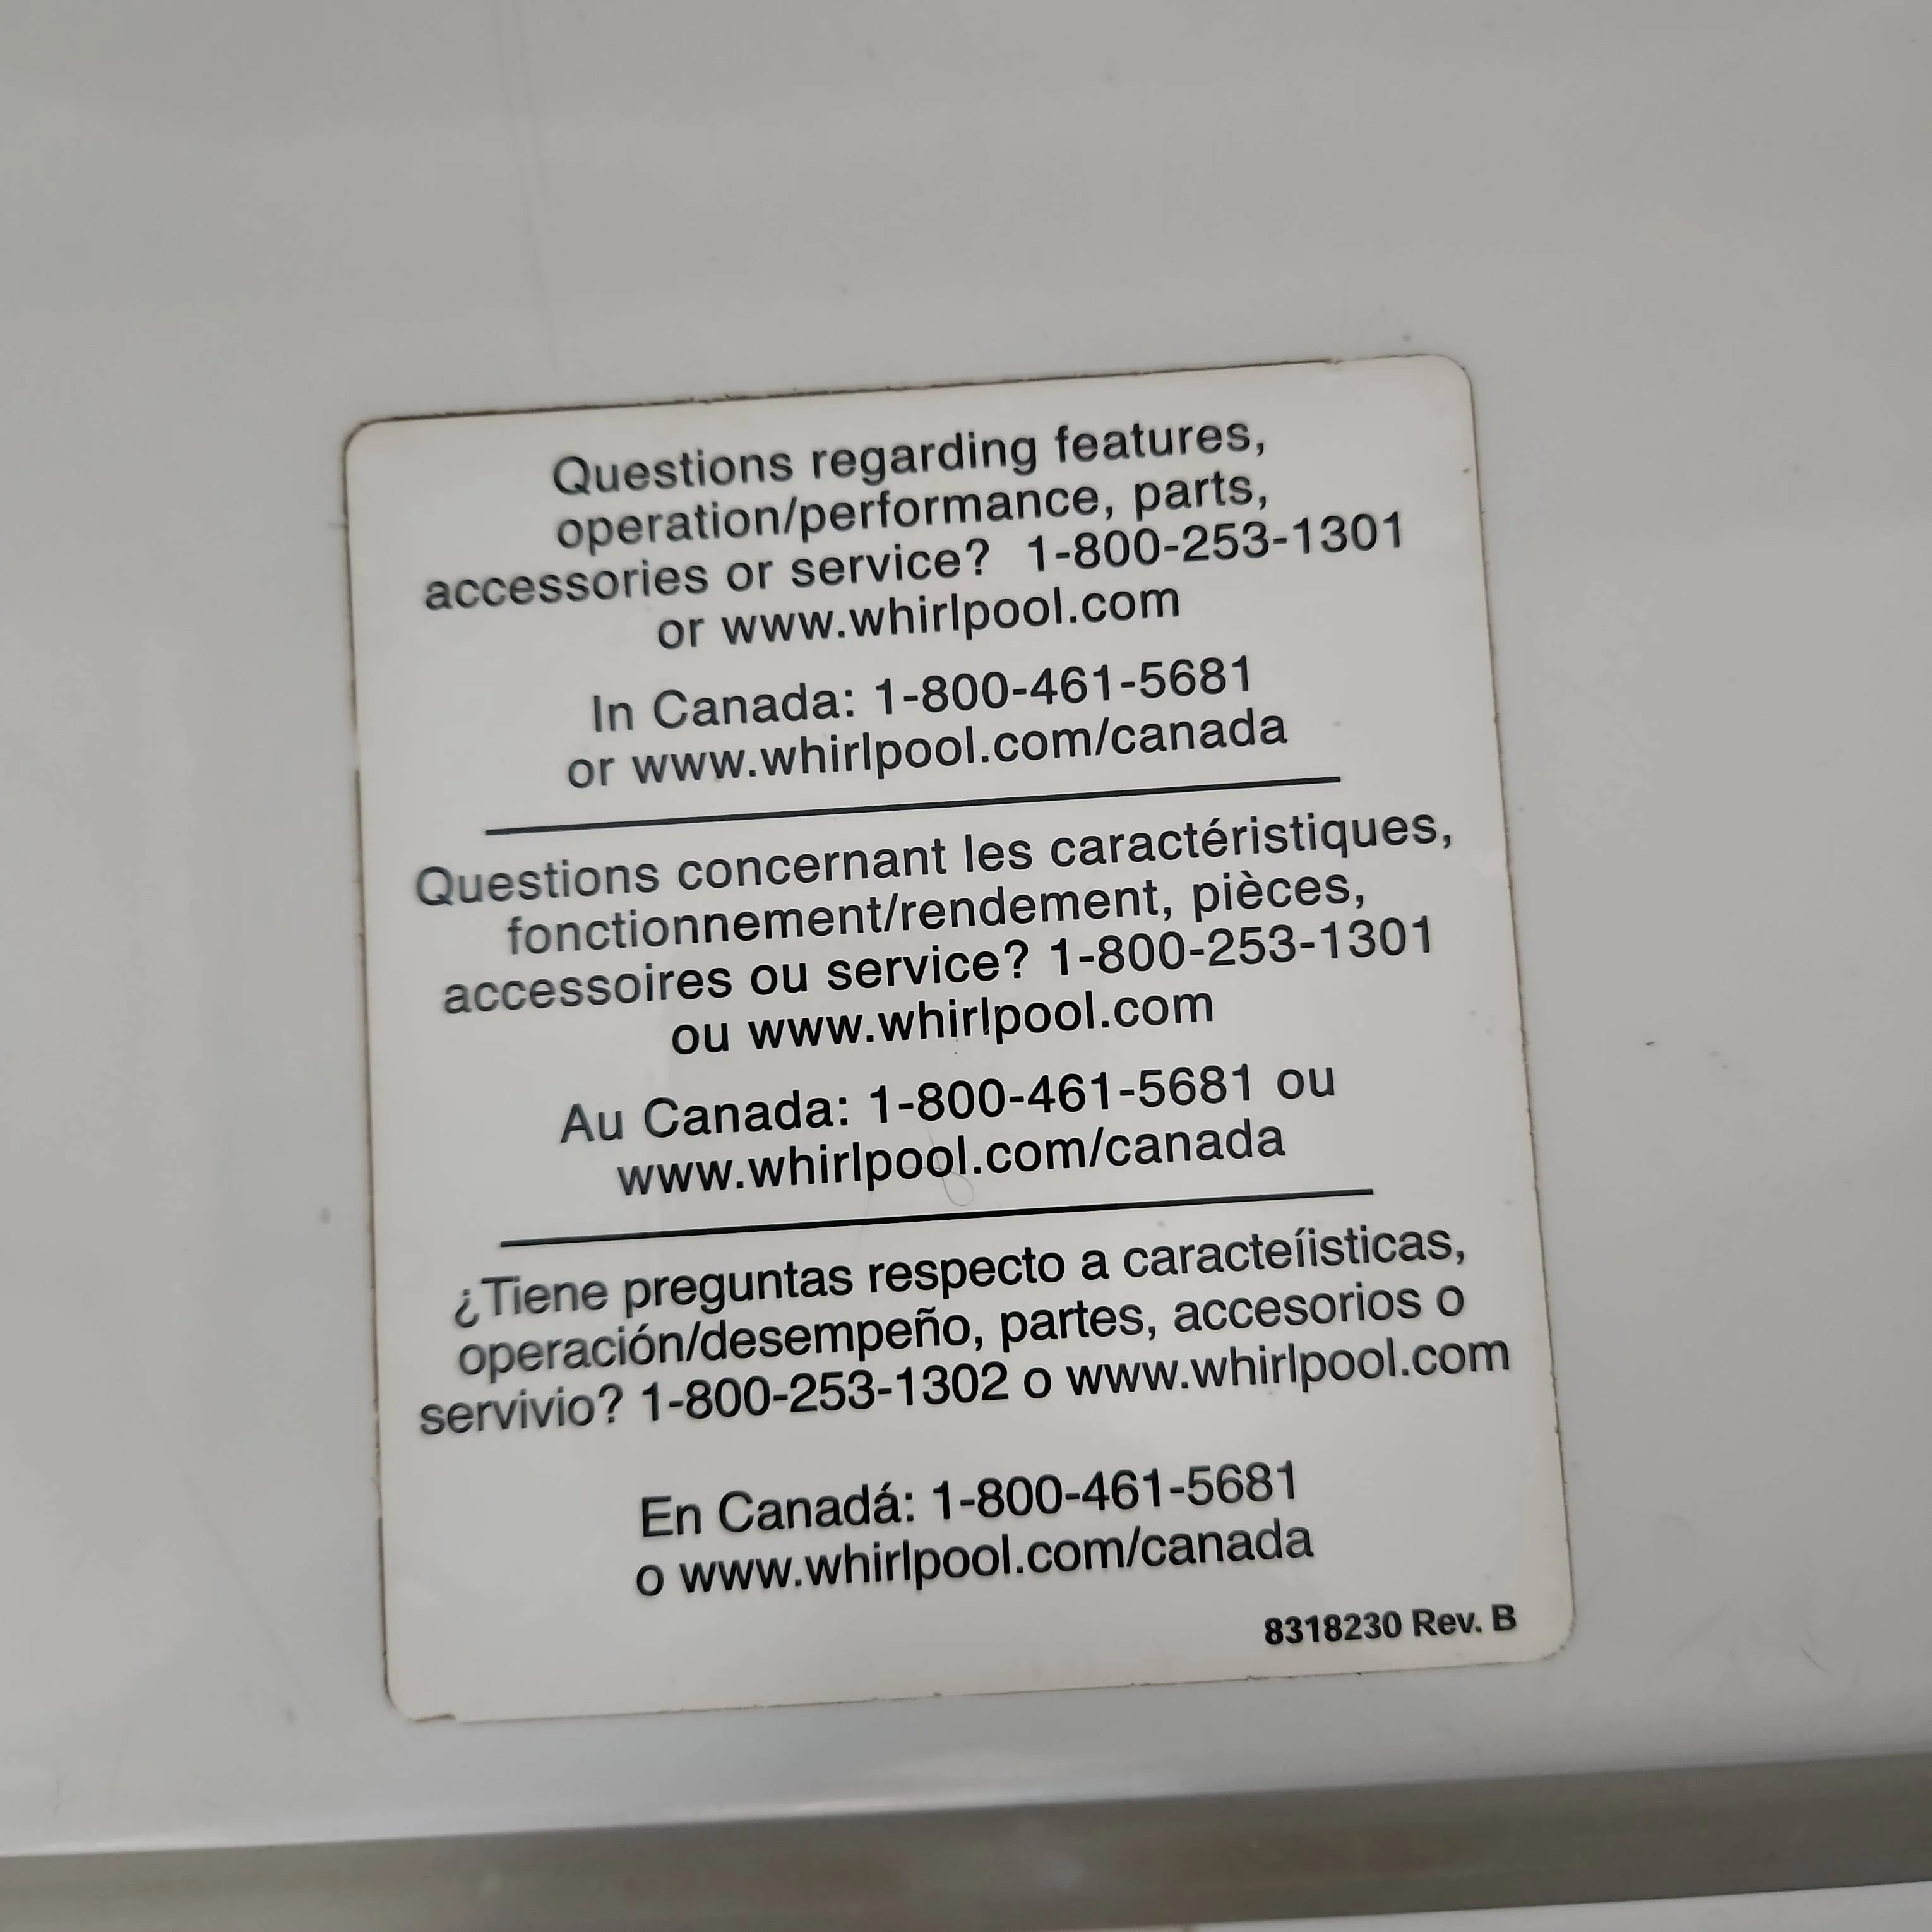 Questions regarding features,
operation/performance, parts,
accessories or service? 1-800-253-1301
or www.whirlpool.com
In Canada: 1-800-461-5681
or www.whirlpool.com/canada
Questions concernant les caractéristiques,
fonctionnement/rendement, pièces,
accessoires ou service? 1-800-253-1301
ou www.whirlpool.com
Au Canada: 1-800-461-5681 ou
www.whirlpool.com/canada
¿Tiene preguntas respecto a caracteíisticas,
operación/desempeño, partes, accesorios o
servivio? 1-800-253-1302 o www.whirlpool.com
En Canadá: 1-800-461-5681
o www.whirlpool.com/canada
8318230 Rev. B